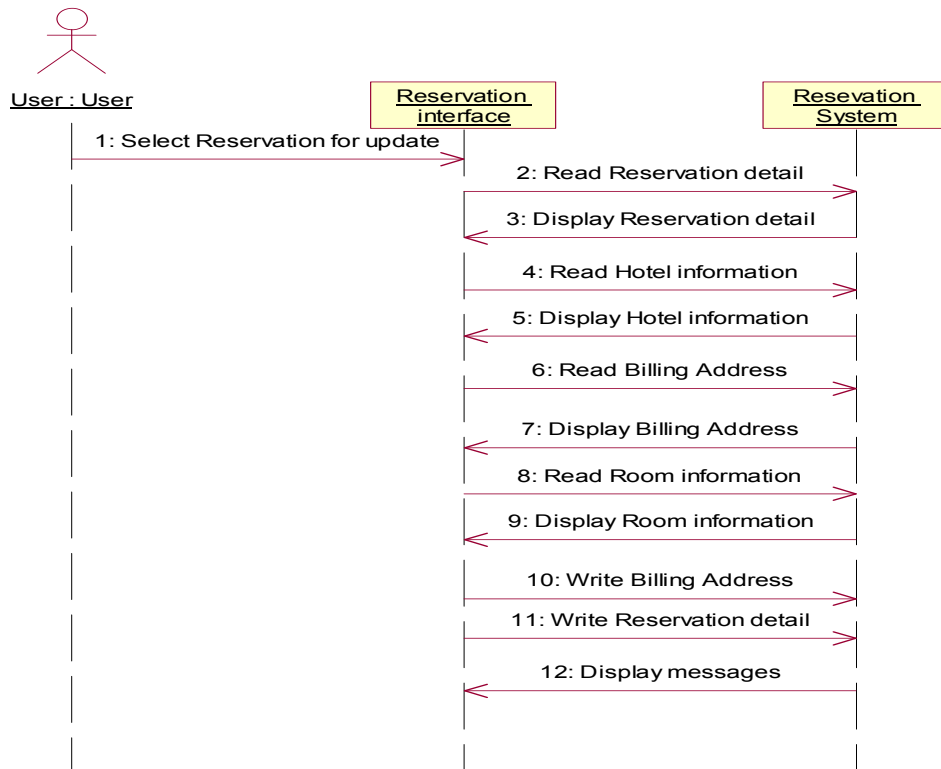 User : User
Reservation
interface
Resevation
System
1: Select Reservation for update
2: Read Reservation detail
3: Display Reservation detail
4: Read Hotel information
5: Display Hotel information
6: Read Billing Address
7: Display Billing Address
8: Read Room information
9: Display Room information
10: Write Billing Address
11: Write Reservation detail
12: Display messages